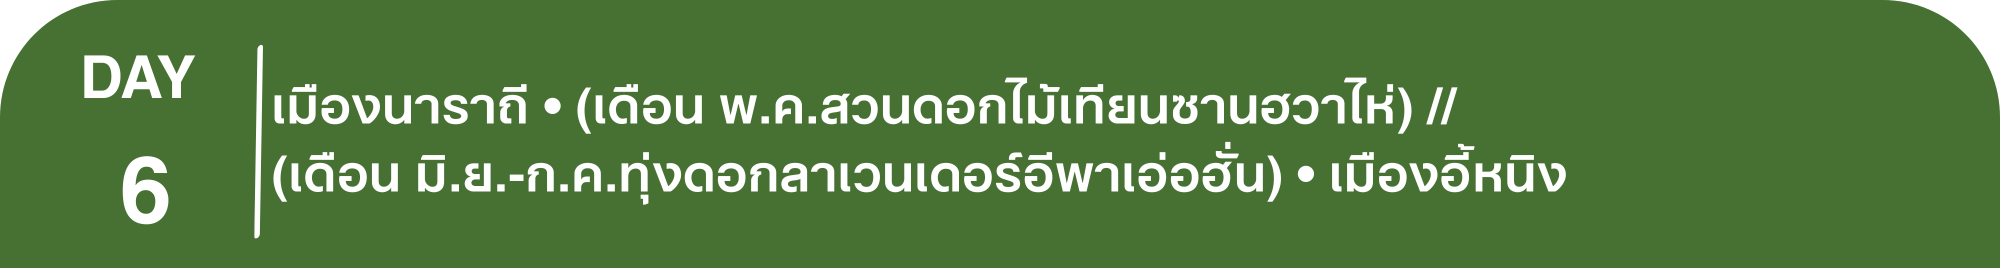 DAY
6
เมืองนาราถี • (เดือน พ.ค.สวนดอกไม้เทียนซานฮวาไห่) //
(เดือน มิ.ย.-ก.ค.ทุ่งดอกลาเวนเดอร์อีพาเอ่อฮั่น) • เมืองอี้หนิง